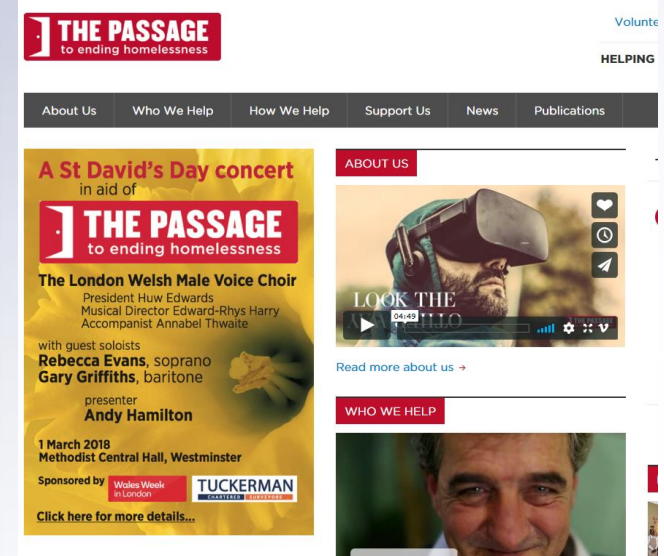 THE PASSAGE
to ending homelessness
HELPING
About Us
Who We Help
How We Help
Support Us
News
Publications
A St David's Day concert
in aid of
THE PASSAGE
to ending homelessness
The London Welsh Male Voice Choir
President Huw Edwards
Musical Director Edward-Rhys Harry
Accompanist Annabel Thwaite
with guest soloists
Rebecca Evans, soprano
Gary Griffiths, baritone
presenter
Andy Hamilton
1 March 2018
Methodist Central Hall, Westminster
Sponsored by
Wales Week
in London
TUCKERMAN
CHARTERED SURVEYORS
Click here for more details...
ABOUT US
LOOK THE
04:49
THE PASSAGE
Read more about us →
WHO WE HELP